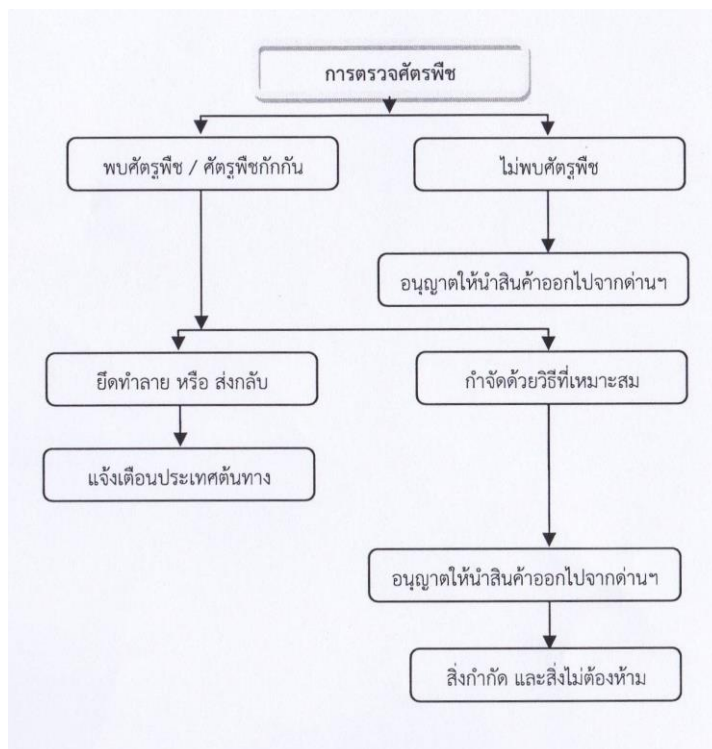 การตรวจศัตรพืช
พบศัตรูพืช / ศัตรูพืชกักกัน
ไม่พบศัตรูพืช
อนุญาตให้นำสินค้าออกไปจากด่านฯ
ยึดทำลาย หรือ ส่งกลับ
กำจัดด้วยวิธีที่เหมาะสม
แจ้งเตือนประเทศต้นทาง
อนุญาตให้นำสินค้าออกไปจากด่านฯ
สิ่งกำกัด และสิ่งไม่ต้องห้าม